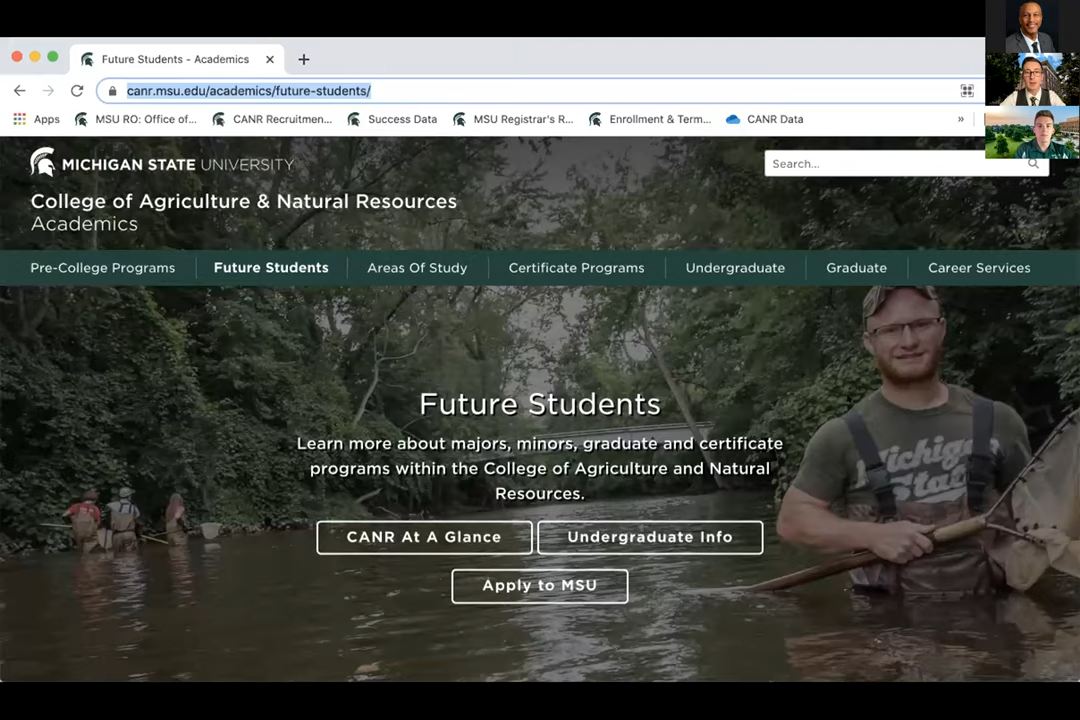 Future Students - Academics
canr.msu.edu/academics/future-students/
Apps
MSU RO: Office of...
CANR Recruitmen...
Success Data
MSU Registrar's R...
Enrollment & Term...
CANR Data
»
MICHIGAN STATE UNIVERSITY
Search...
College of Agriculture & Natural Resources
Academics
Pre-College Programs
Future Students
Areas Of Study
Certificate Programs
Undergraduate
Graduate
Career Services
Future Students
Learn more about majors, minors, graduate and certificate
programs within the College of Agriculture and Natural
Resources.
CANR At A Glance
Undergraduate Info
Apply to MSU
Michigan
State